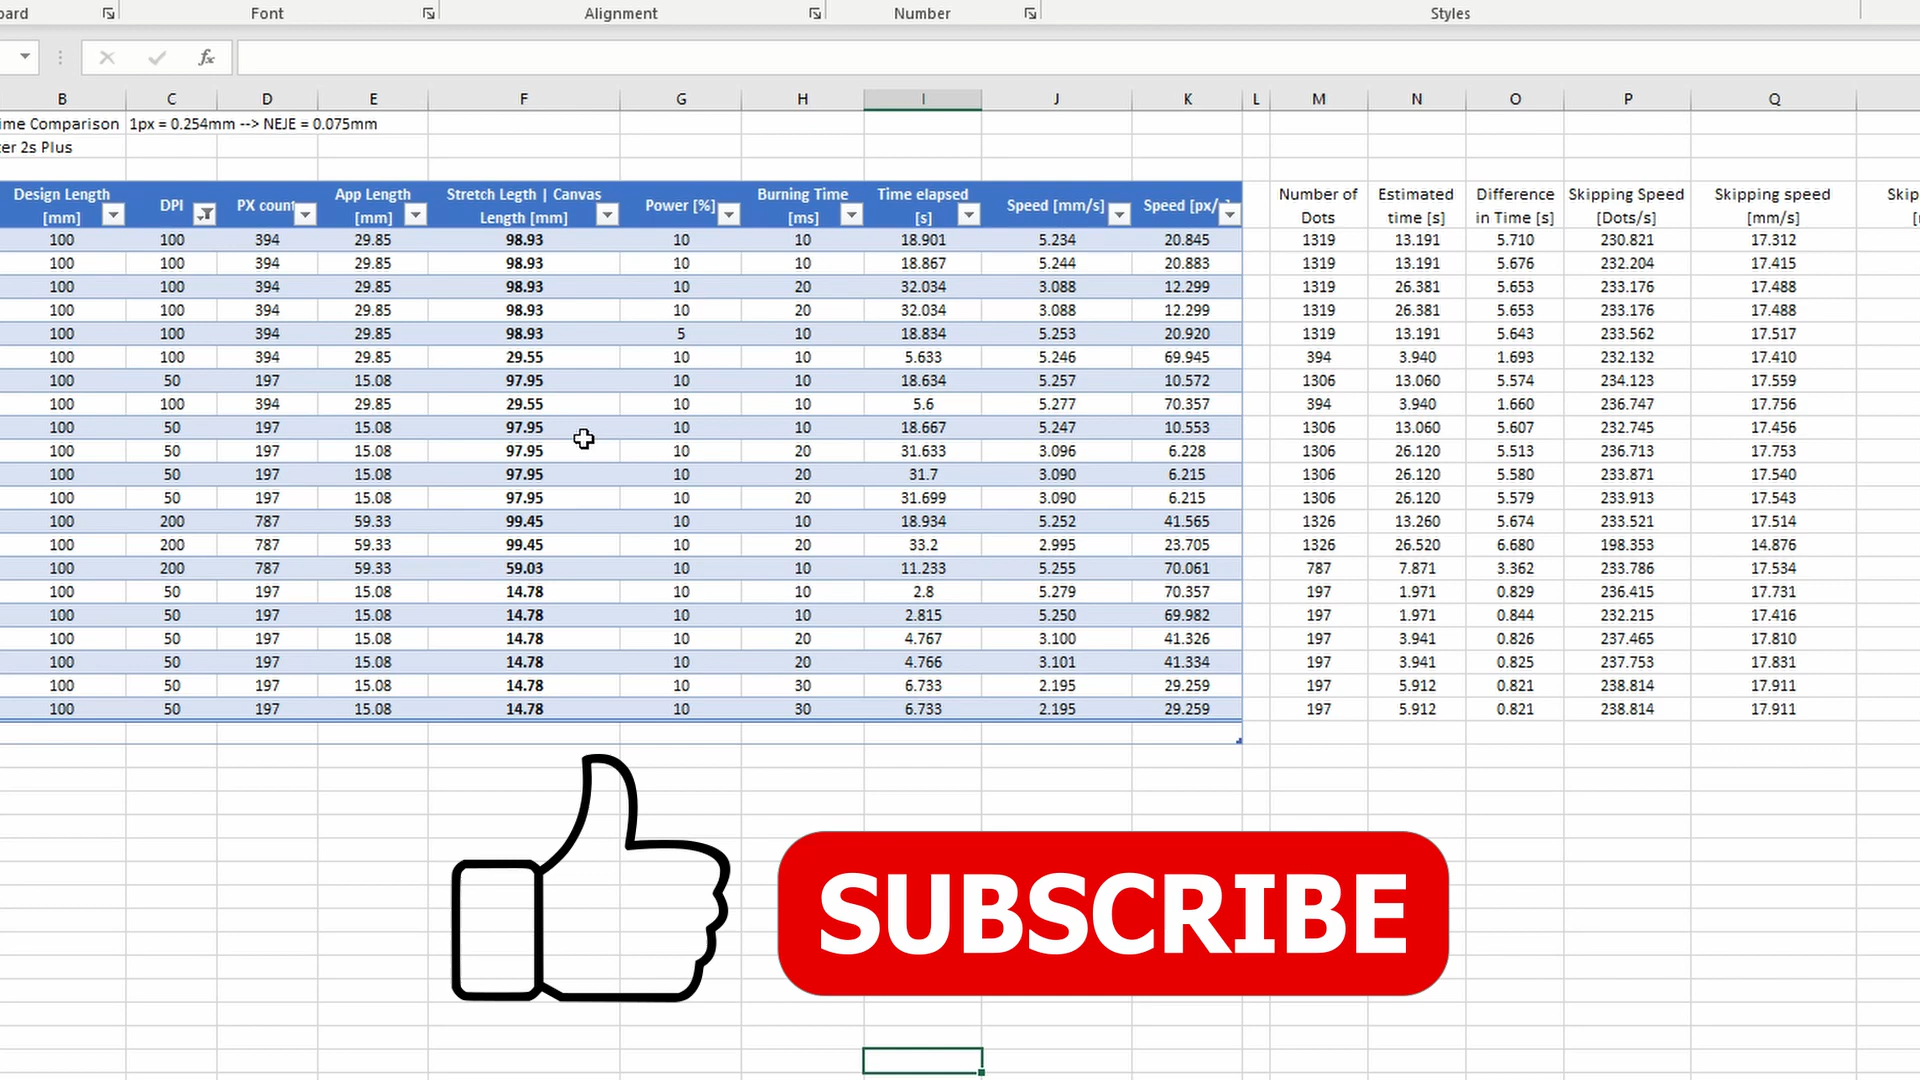 ard Font Alignment Number Styles
fx
B C D E F G H I J K L M N O P Q
ime Comparison 1px = 0.254mm --> NEJE = 0.075mm
ter 2s Plus
Design Length [mm] DPI PX count App Length [mm] Stretch Legth | Canvas Length [mm] Power [%] Burning Time [ms] Time elapsed [s] Speed [mm/s] Speed [px/ Number of Dots Estimated time [s] Difference in Time [s] Skipping Speed [Dots/s] Skipping speed [mm/s] Skip
100 100 394 29.85 98.93 10 10 18.901 5.234 20.845 1319 13.191 5.710 230.821 17.312
100 100 394 29.85 98.93 10 10 18.867 5.244 20.883 1319 13.191 5.676 232.204 17.415
100 100 394 29.85 98.93 10 20 32.034 3.088 12.299 1319 26.381 5.653 233.176 17.488
100 100 394 29.85 98.93 10 20 32.034 3.088 12.299 1319 26.381 5.653 233.176 17.488
100 100 394 29.85 98.93 5 10 18.834 5.253 20.920 1319 13.191 5.643 233.562 17.517
100 100 394 29.85 29.55 10 10 5.633 5.246 69.945 394 3.940 1.693 232.132 17.410
100 50 197 15.08 97.95 10 10 18.634 5.257 10.572 1306 13.060 5.574 234.123 17.559
100 100 394 29.85 29.55 10 10 5.6 5.277 70.357 394 3.940 1.660 236.747 17.756
100 50 197 15.08 97.95 10 10 18.667 5.247 10.553 1306 13.060 5.607 232.745 17.456
100 50 197 15.08 97.95 10 20 31.633 3.096 6.228 1306 26.120 5.513 236.713 17.753
100 50 197 15.08 97.95 10 20 31.7 3.090 6.215 1306 26.120 5.580 233.871 17.540
100 50 197 15.08 97.95 10 20 31.699 3.090 6.215 1306 26.120 5.579 233.913 17.543
100 200 787 59.33 99.45 10 10 18.934 5.252 41.565 1326 13.260 5.674 233.521 17.514
100 200 787 59.33 99.45 10 20 33.2 2.995 23.705 1326 26.520 6.680 198.353 14.876
100 200 787 59.33 59.03 10 10 11.233 5.255 70.061 787 7.871 3.362 233.786 17.534
100 50 197 15.08 14.78 10 10 2.8 5.279 70.357 197 1.971 0.829 236.415 17.731
100 50 197 15.08 14.78 10 10 2.815 5.250 69.982 197 1.971 0.844 232.215 17.416
100 50 197 15.08 14.78 10 20 4.767 3.100 41.326 197 3.941 0.826 237.465 17.810
100 50 197 15.08 14.78 10 20 4.766 3.101 41.334 197 3.941 0.825 237.753 17.831
100 50 197 15.08 14.78 10 30 6.733 2.195 29.259 197 5.912 0.821 238.814 17.911
100 50 197 15.08 14.78 10 30 6.733 2.195 29.259 197 5.912 0.821 238.814 17.911
SUBSCRIBE